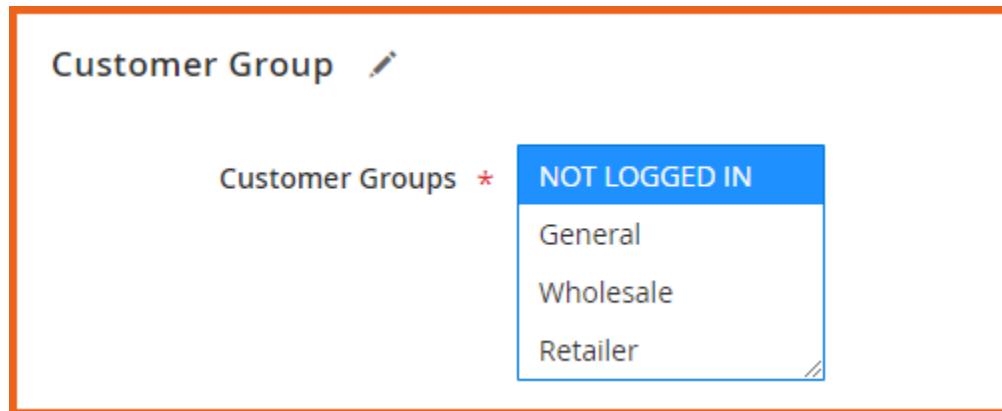 Customer Group
Customer Groups * NOT LOGGED IN
General
Wholesale
Retailer